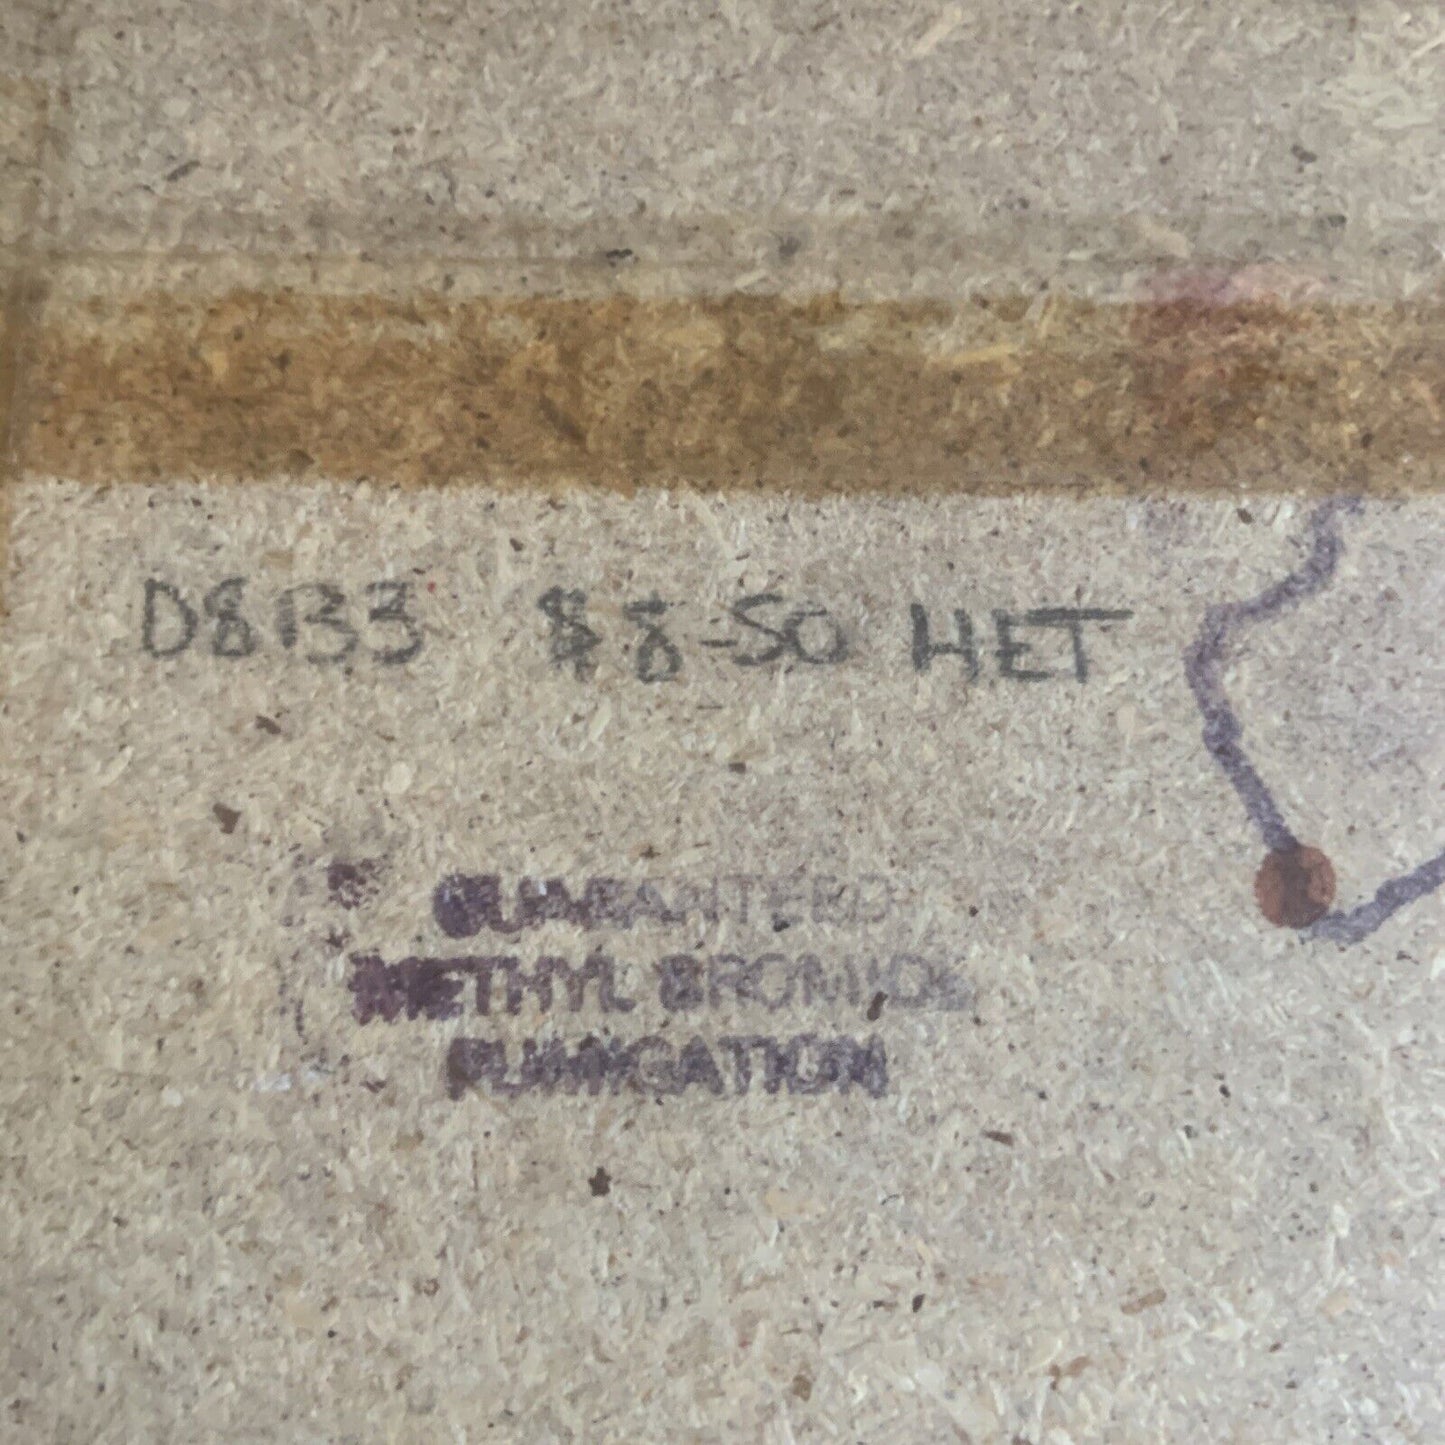 D8133 $8-50 HET
GUARANTEED
METHYL BROMIDE
FUMIGATION